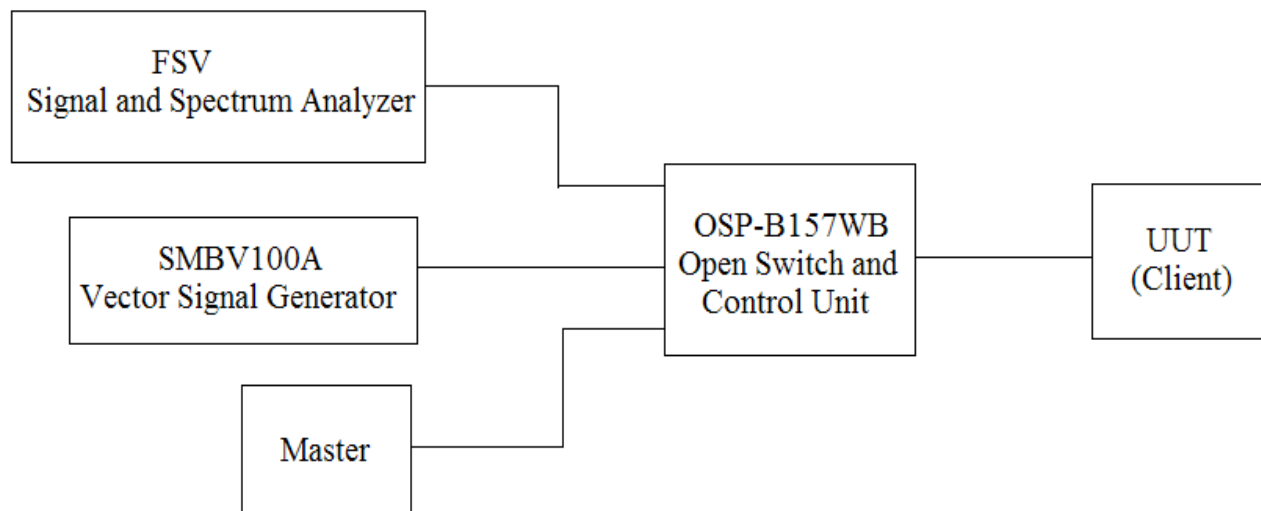 FSV
Signal and Spectrum Analyzer
SMBV100A
Vector Signal Generator
Master
OSP-B157WB
Open Switch and
Control Unit
UUT
(Client)